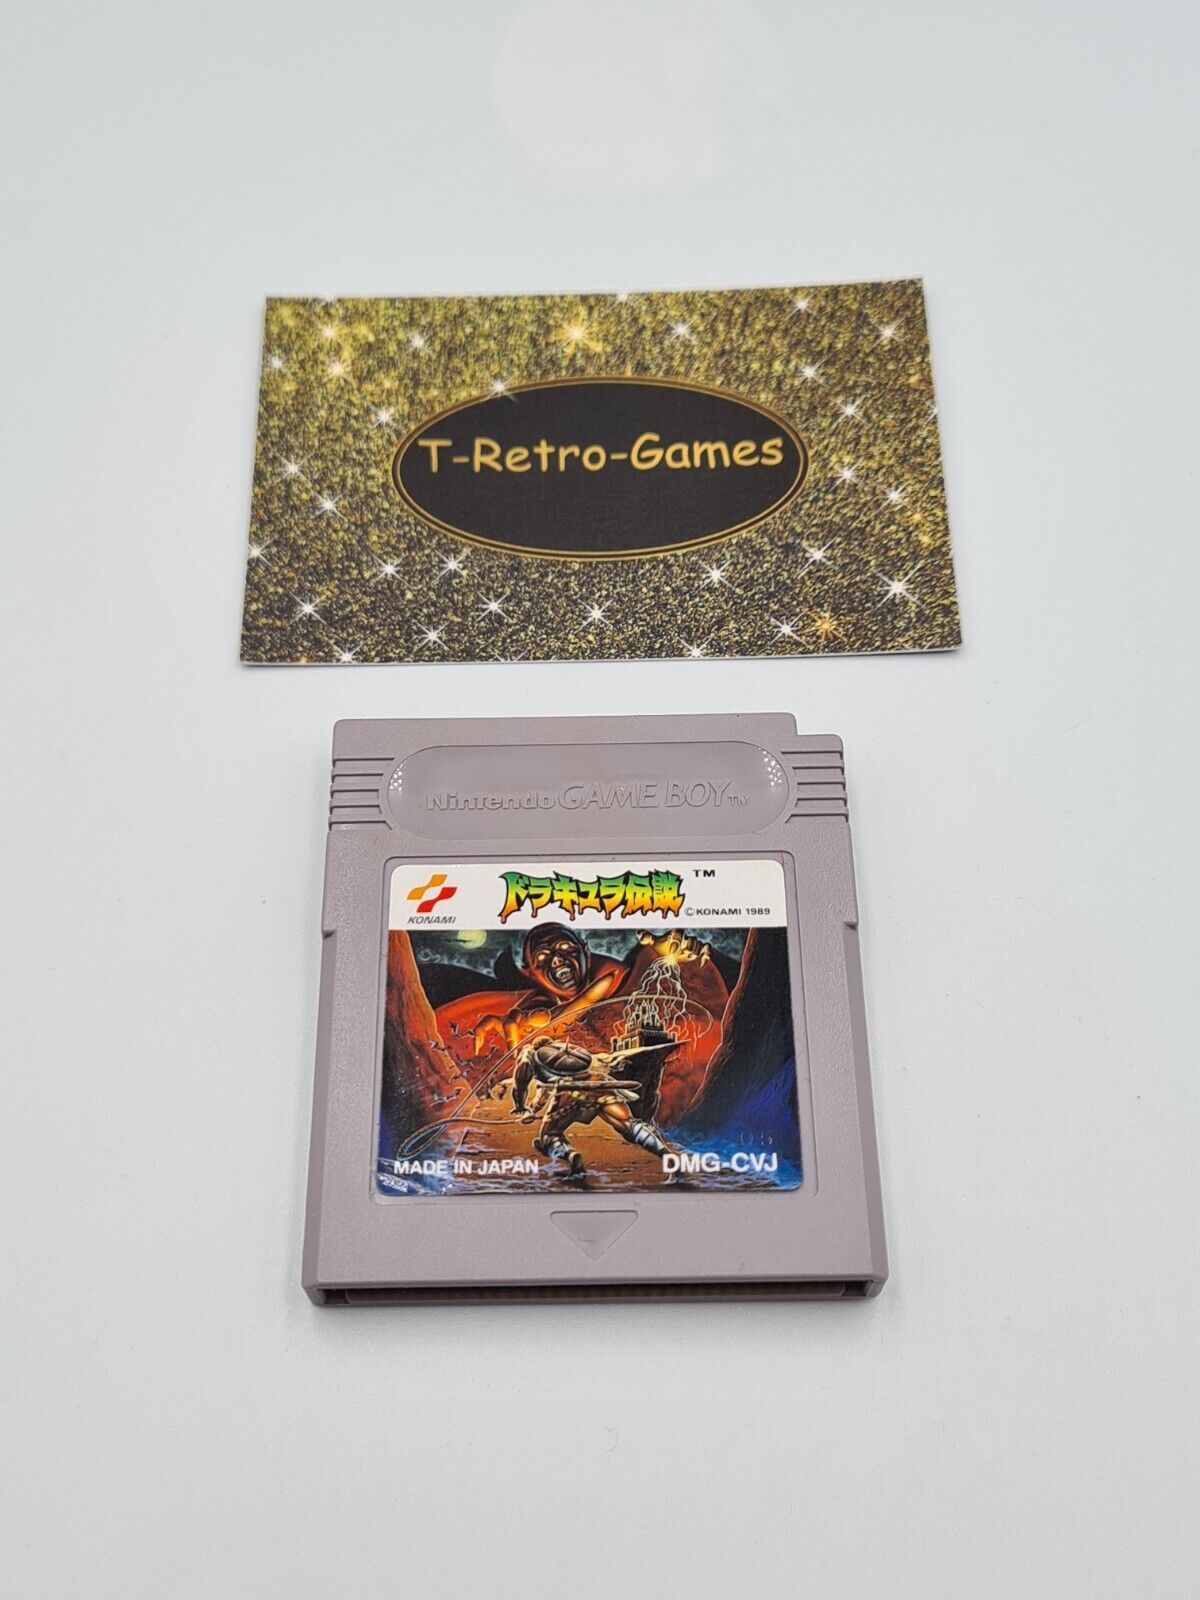 T-Retro-Games
Nintendo GAME BOY TM
ドラキュラ伝説 TM
KONAMI
© KONAMI 1989
05
MADE IN JAPAN
DMG-CVJ